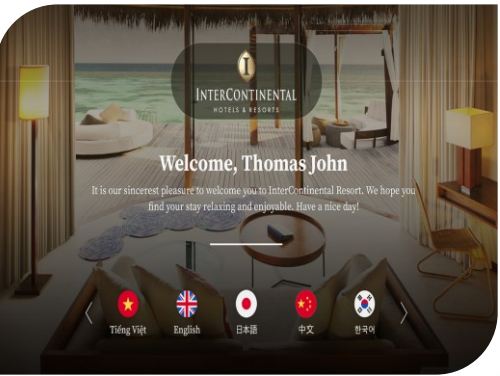 INTERCONTINENTAL
HOTELS & RESORTS
Welcome, Thomas John
It is our sincerest pleasure to welcome you to InterContinental Resort. We hope you
find your stay relaxing and enjoyable. Have a nice day!
Tiếng Việt
English
日本語
中文
한국어